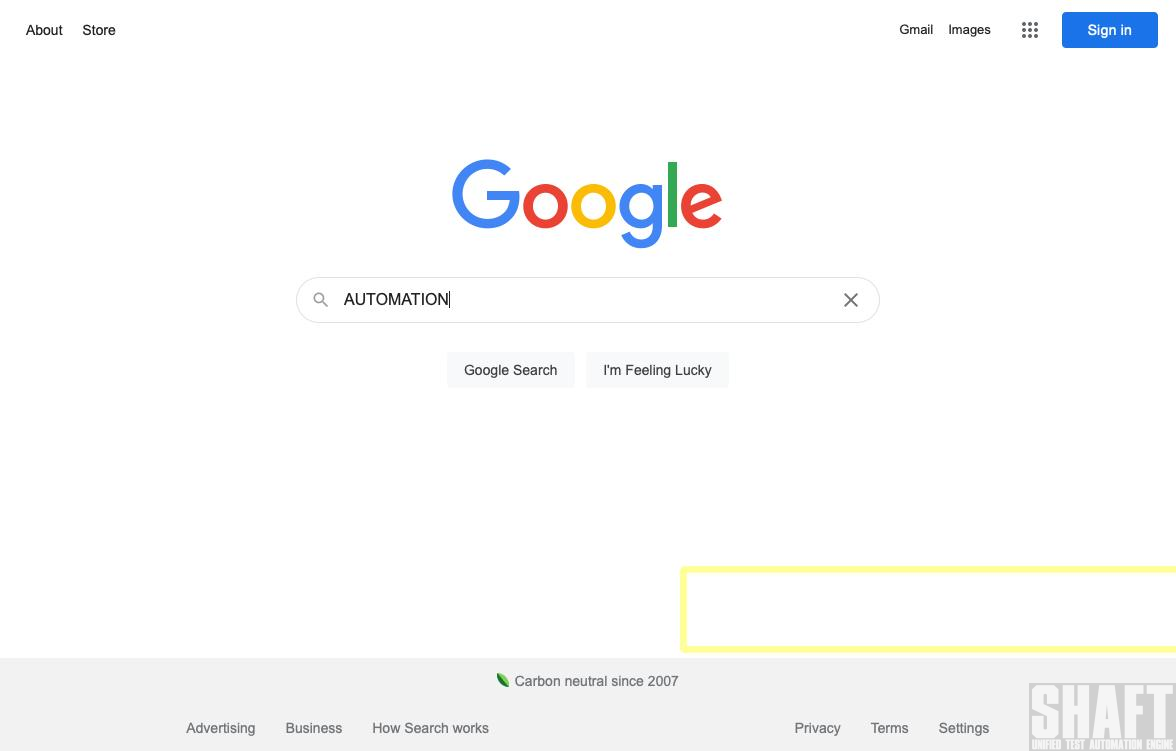 About Store Gmail Images Sign in
Google
AUTOMATION
Google Search I'm Feeling Lucky
Carbon neutral since 2007
Advertising Business How Search works Privacy Terms Settings
SHAFT
UNIFIED TEST AUTOMATION ENGINE